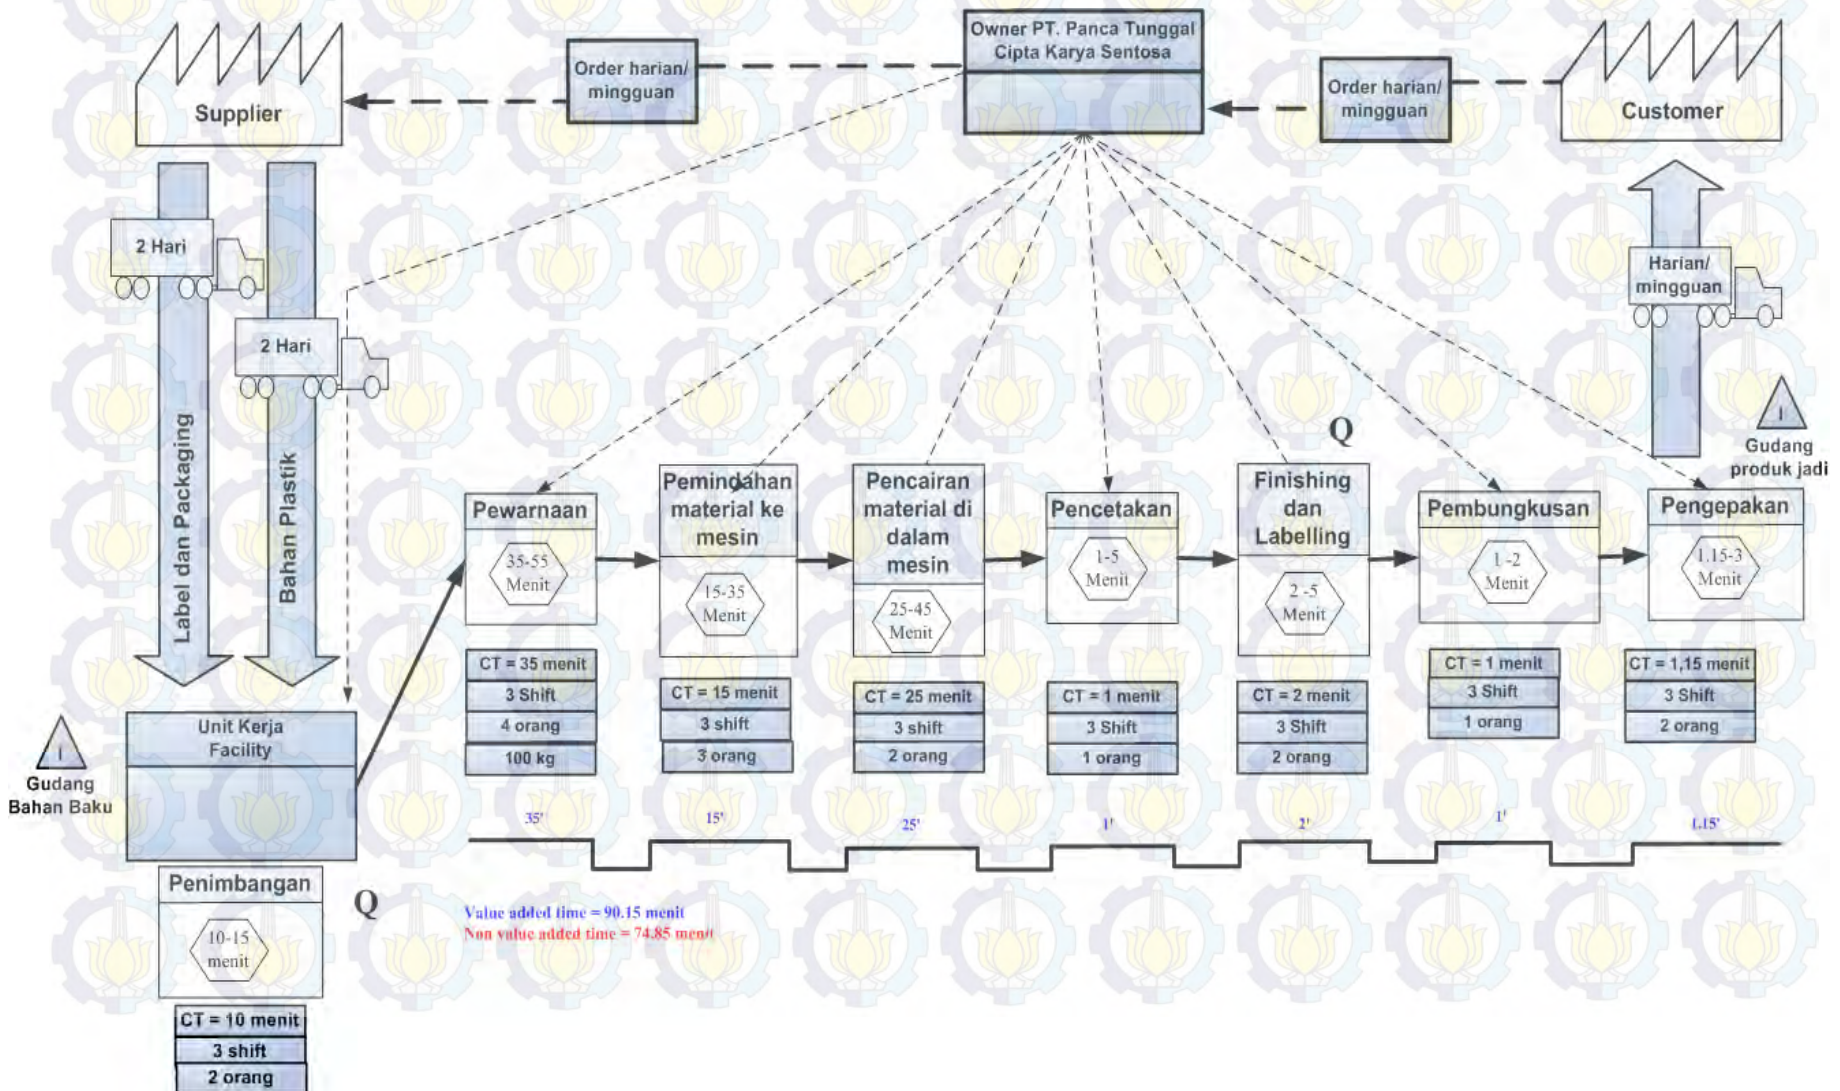 Owner PT. Panca Tunggal
Cipta Karya Sentosa
Order harian/
mingguan
Order harian/
mingguan
Supplier
Customer
2 Hari
2 Hari
Label dan Packaging
Bahan Plastik
Harian/
mingguan
I
Gudang
produk jadi
Q
Pewarnaan
35-55
Menit
CT = 35 menit
3 Shift
4 orang
100 kg
Pemindahan
material ke
mesin
15-35
Menit
CT = 15 menit
3 shift
3 orang
Pencairan
material di
dalam
mesin
25-45
Menit
CT = 25 menit
3 shift
2 orang
Pencetakan
1-5
Menit
CT = 1 menit
3 Shift
1 orang
Finishing
dan
Labelling
2 -5
Menit
CT = 2 menit
3 Shift
2 orang
Pembungkusan
1 -2
Menit
CT = 1 menit
3 Shift
1 orang
Pengepakan
1.15-3
Menit
CT = 1,15 menit
3 Shift
2 orang
I
Gudang
Bahan Baku
Unit Kerja
Facility
35'
15'
25'
1'
2'
1'
1.15'
Penimbangan
10-15
menit
Q
CT = 10 menit
3 shift
2 orang
Value added time = 90.15 menit
Non value added time = 74.85 menit